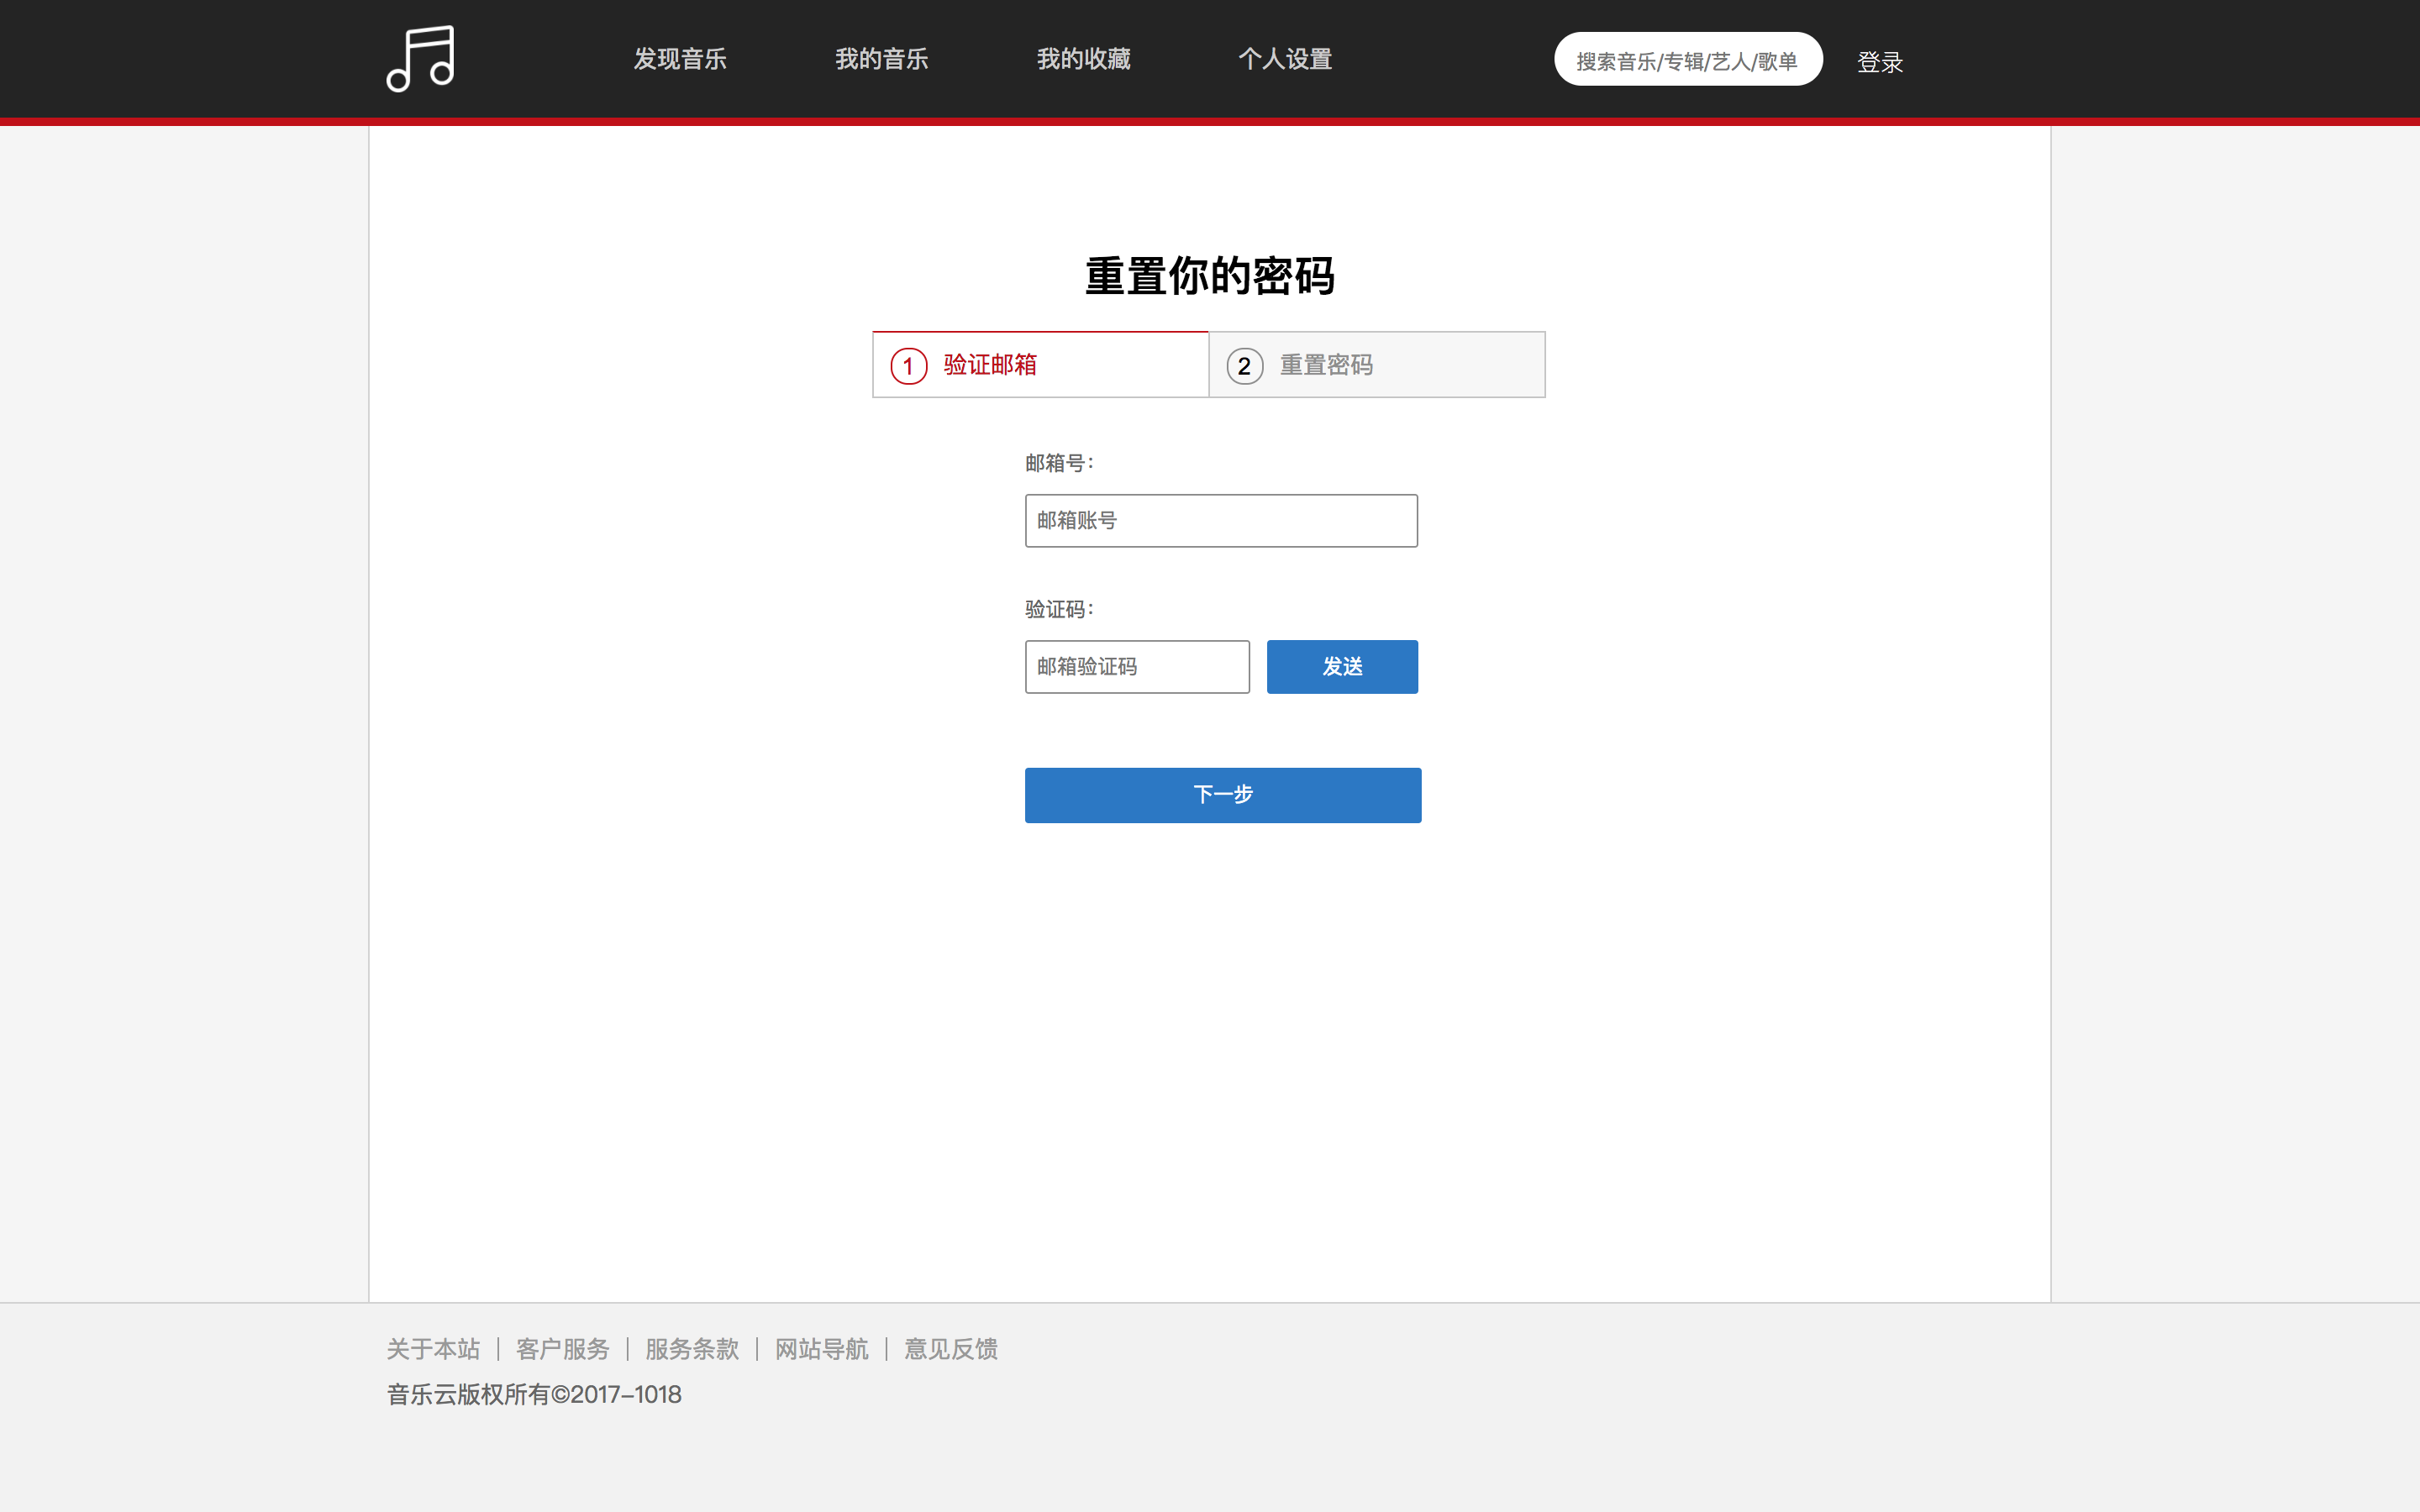 发现音乐 我的音乐 我的收藏 个人设置 搜索音乐/专辑/艺人/歌单 登录
重置你的密码
1 验证邮箱 2 重置密码
邮箱号：
邮箱账号
验证码：
邮箱验证码 发送
下一步
关于本站 | 客户服务 | 服务条款 | 网站导航 | 意见反馈
音乐云版权所有©2017-1018